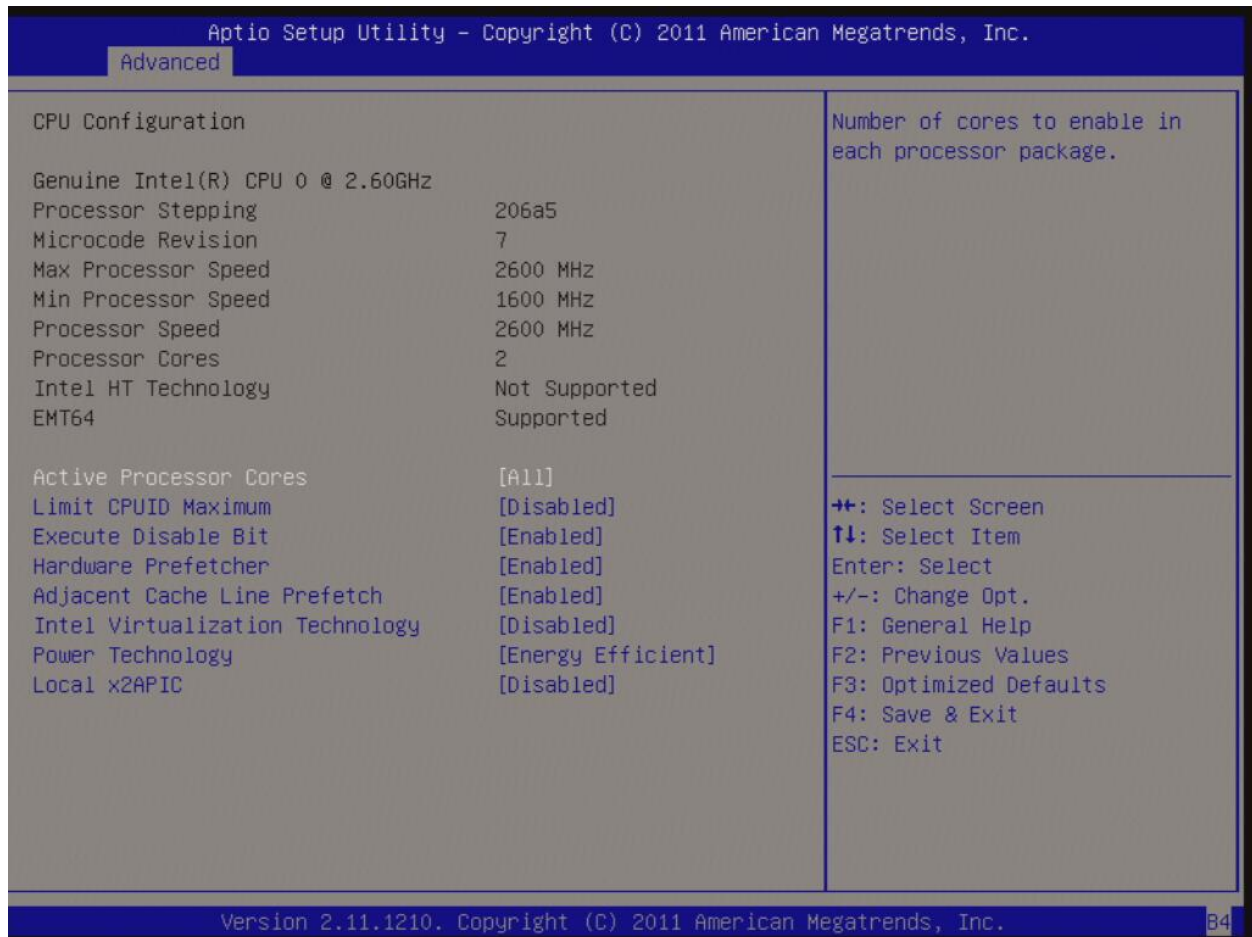 Aptio Setup Utility – Copyright (C) 2011 American Megatrends, Inc.
Advanced
CPU Configuration
Genuine Intel(R) CPU 0 @ 2.60GHz
Processor Stepping 206a5
Microcode Revision 7
Max Processor Speed 2600 MHz
Min Processor Speed 1600 MHz
Processor Speed 2600 MHz
Processor Cores 2
Intel HT Technology Not Supported
EMT64 Supported
Active Processor Cores [All]
Limit CPUID Maximum [Disabled]
Execute Disable Bit [Enabled]
Hardware Prefetcher [Enabled]
Adjacent Cache Line Prefetch [Enabled]
Intel Virtualization Technology [Disabled]
Power Technology [Energy Efficient]
Local x2APIC [Disabled]
Number of cores to enable in
each processor package.
→←: Select Screen
↑↓: Select Item
Enter: Select
+/-: Change Opt.
F1: General Help
F2: Previous Values
F3: Optimized Defaults
F4: Save & Exit
ESC: Exit
Version 2.11.1210. Copyright (C) 2011 American Megatrends, Inc.
B4